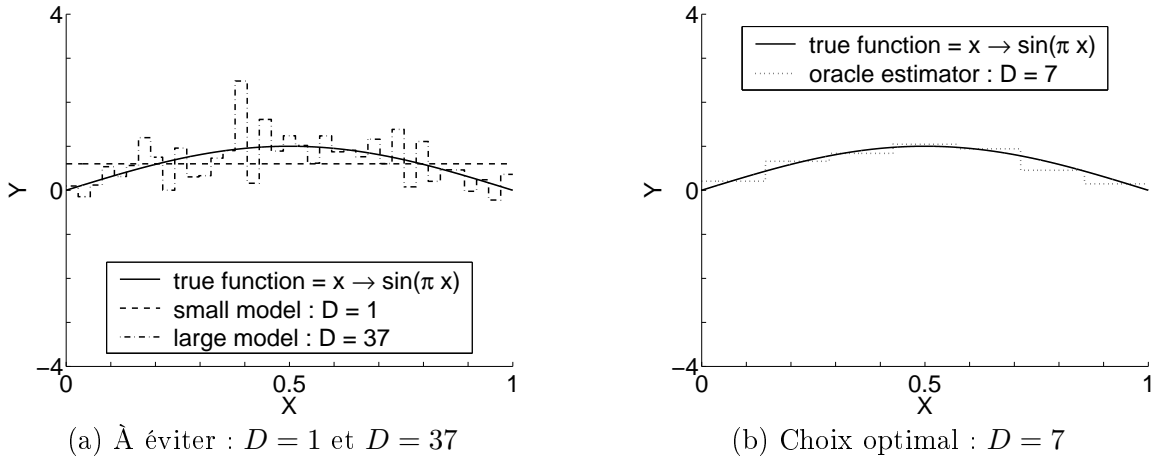 4
0
−4
Y
0
0.5
1
X
true function = x → sin(π x)
small model : D = 1
large model : D = 37
(a) À éviter : D = 1 et D = 37
4
0
−4
Y
0
0.5
1
X
true function = x → sin(π x)
oracle estimator : D = 7
(b) Choix optimal : D = 7